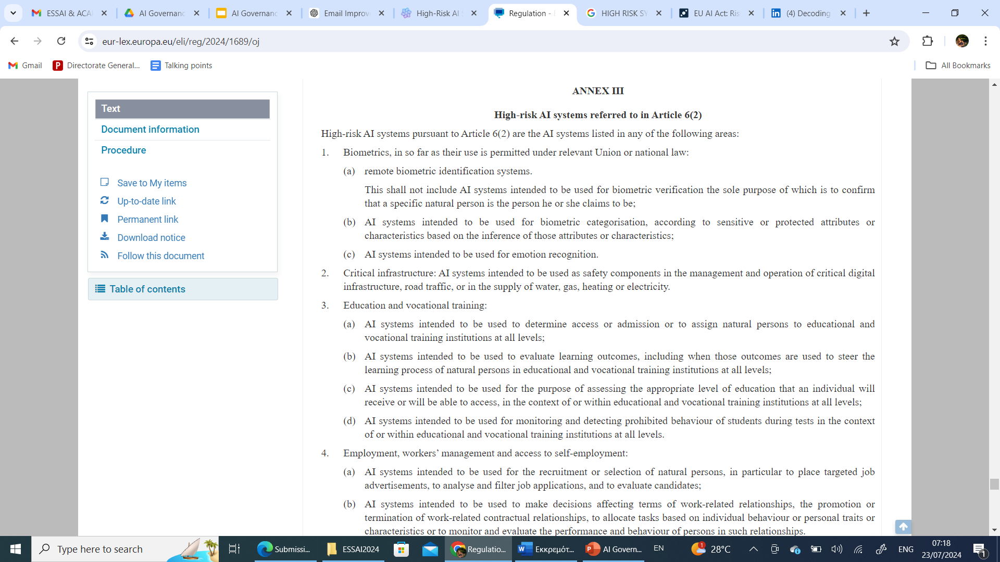 ESSAI & ACAI
AI Governanc
AI Governanc
Email Improv
High-Risk AI S
Regulation - E
HIGH RISK SY
EU AI Act: Ris
(4) Decoding
eur-lex.europa.eu/eli/reg/2024/1689/oj
Gmail
Directorate General...
Talking points
All Bookmarks
Text
Document information
Procedure
Save to My items
Up-to-date link
Permanent link
Download notice
Follow this document
Table of contents
ANNEX III
High-risk AI systems referred to in Article 6(2)
High-risk AI systems pursuant to Article 6(2) are the AI systems listed in any of the following areas:
1. Biometrics, in so far as their use is permitted under relevant Union or national law:
(a) remote biometric identification systems.
This shall not include AI systems intended to be used for biometric verification the sole purpose of which is to confirm
that a specific natural person is the person he or she claims to be;
(b) AI systems intended to be used for biometric categorisation, according to sensitive or protected attributes or
characteristics based on the inference of those attributes or characteristics;
(c) AI systems intended to be used for emotion recognition.
2. Critical infrastructure: AI systems intended to be used as safety components in the management and operation of critical digital
infrastructure, road traffic, or in the supply of water, gas, heating or electricity.
3. Education and vocational training:
(a) AI systems intended to be used to determine access or admission or to assign natural persons to educational and
vocational training institutions at all levels;
(b) AI systems intended to be used to evaluate learning outcomes, including when those outcomes are used to steer the
learning process of natural persons in educational and vocational training institutions at all levels;
(c) AI systems intended to be used for the purpose of assessing the appropriate level of education that an individual will
receive or will be able to access, in the context of or within educational and vocational training institutions at all levels;
(d) AI systems intended to be used for monitoring and detecting prohibited behaviour of students during tests in the context
of or within educational and vocational training institutions at all levels.
4. Employment, workers’ management and access to self-employment:
(a) AI systems intended to be used for the recruitment or selection of natural persons, in particular to place targeted job
advertisements, to analyse and filter job applications, and to evaluate candidates;
(b) AI systems intended to be used to make decisions affecting terms of work-related relationships, the promotion or
termination of work-related contractual relationships, to allocate tasks based on individual behaviour or personal traits or
characteristics or to monitor and evaluate the performance and behaviour of persons in such relationships.
Type here to search
Submissi...
ESSAI2024
Regulatio...
Εκκρεμότ...
AI Govern...
EN
1
28°C
ENG
07:18
23/07/2024
1